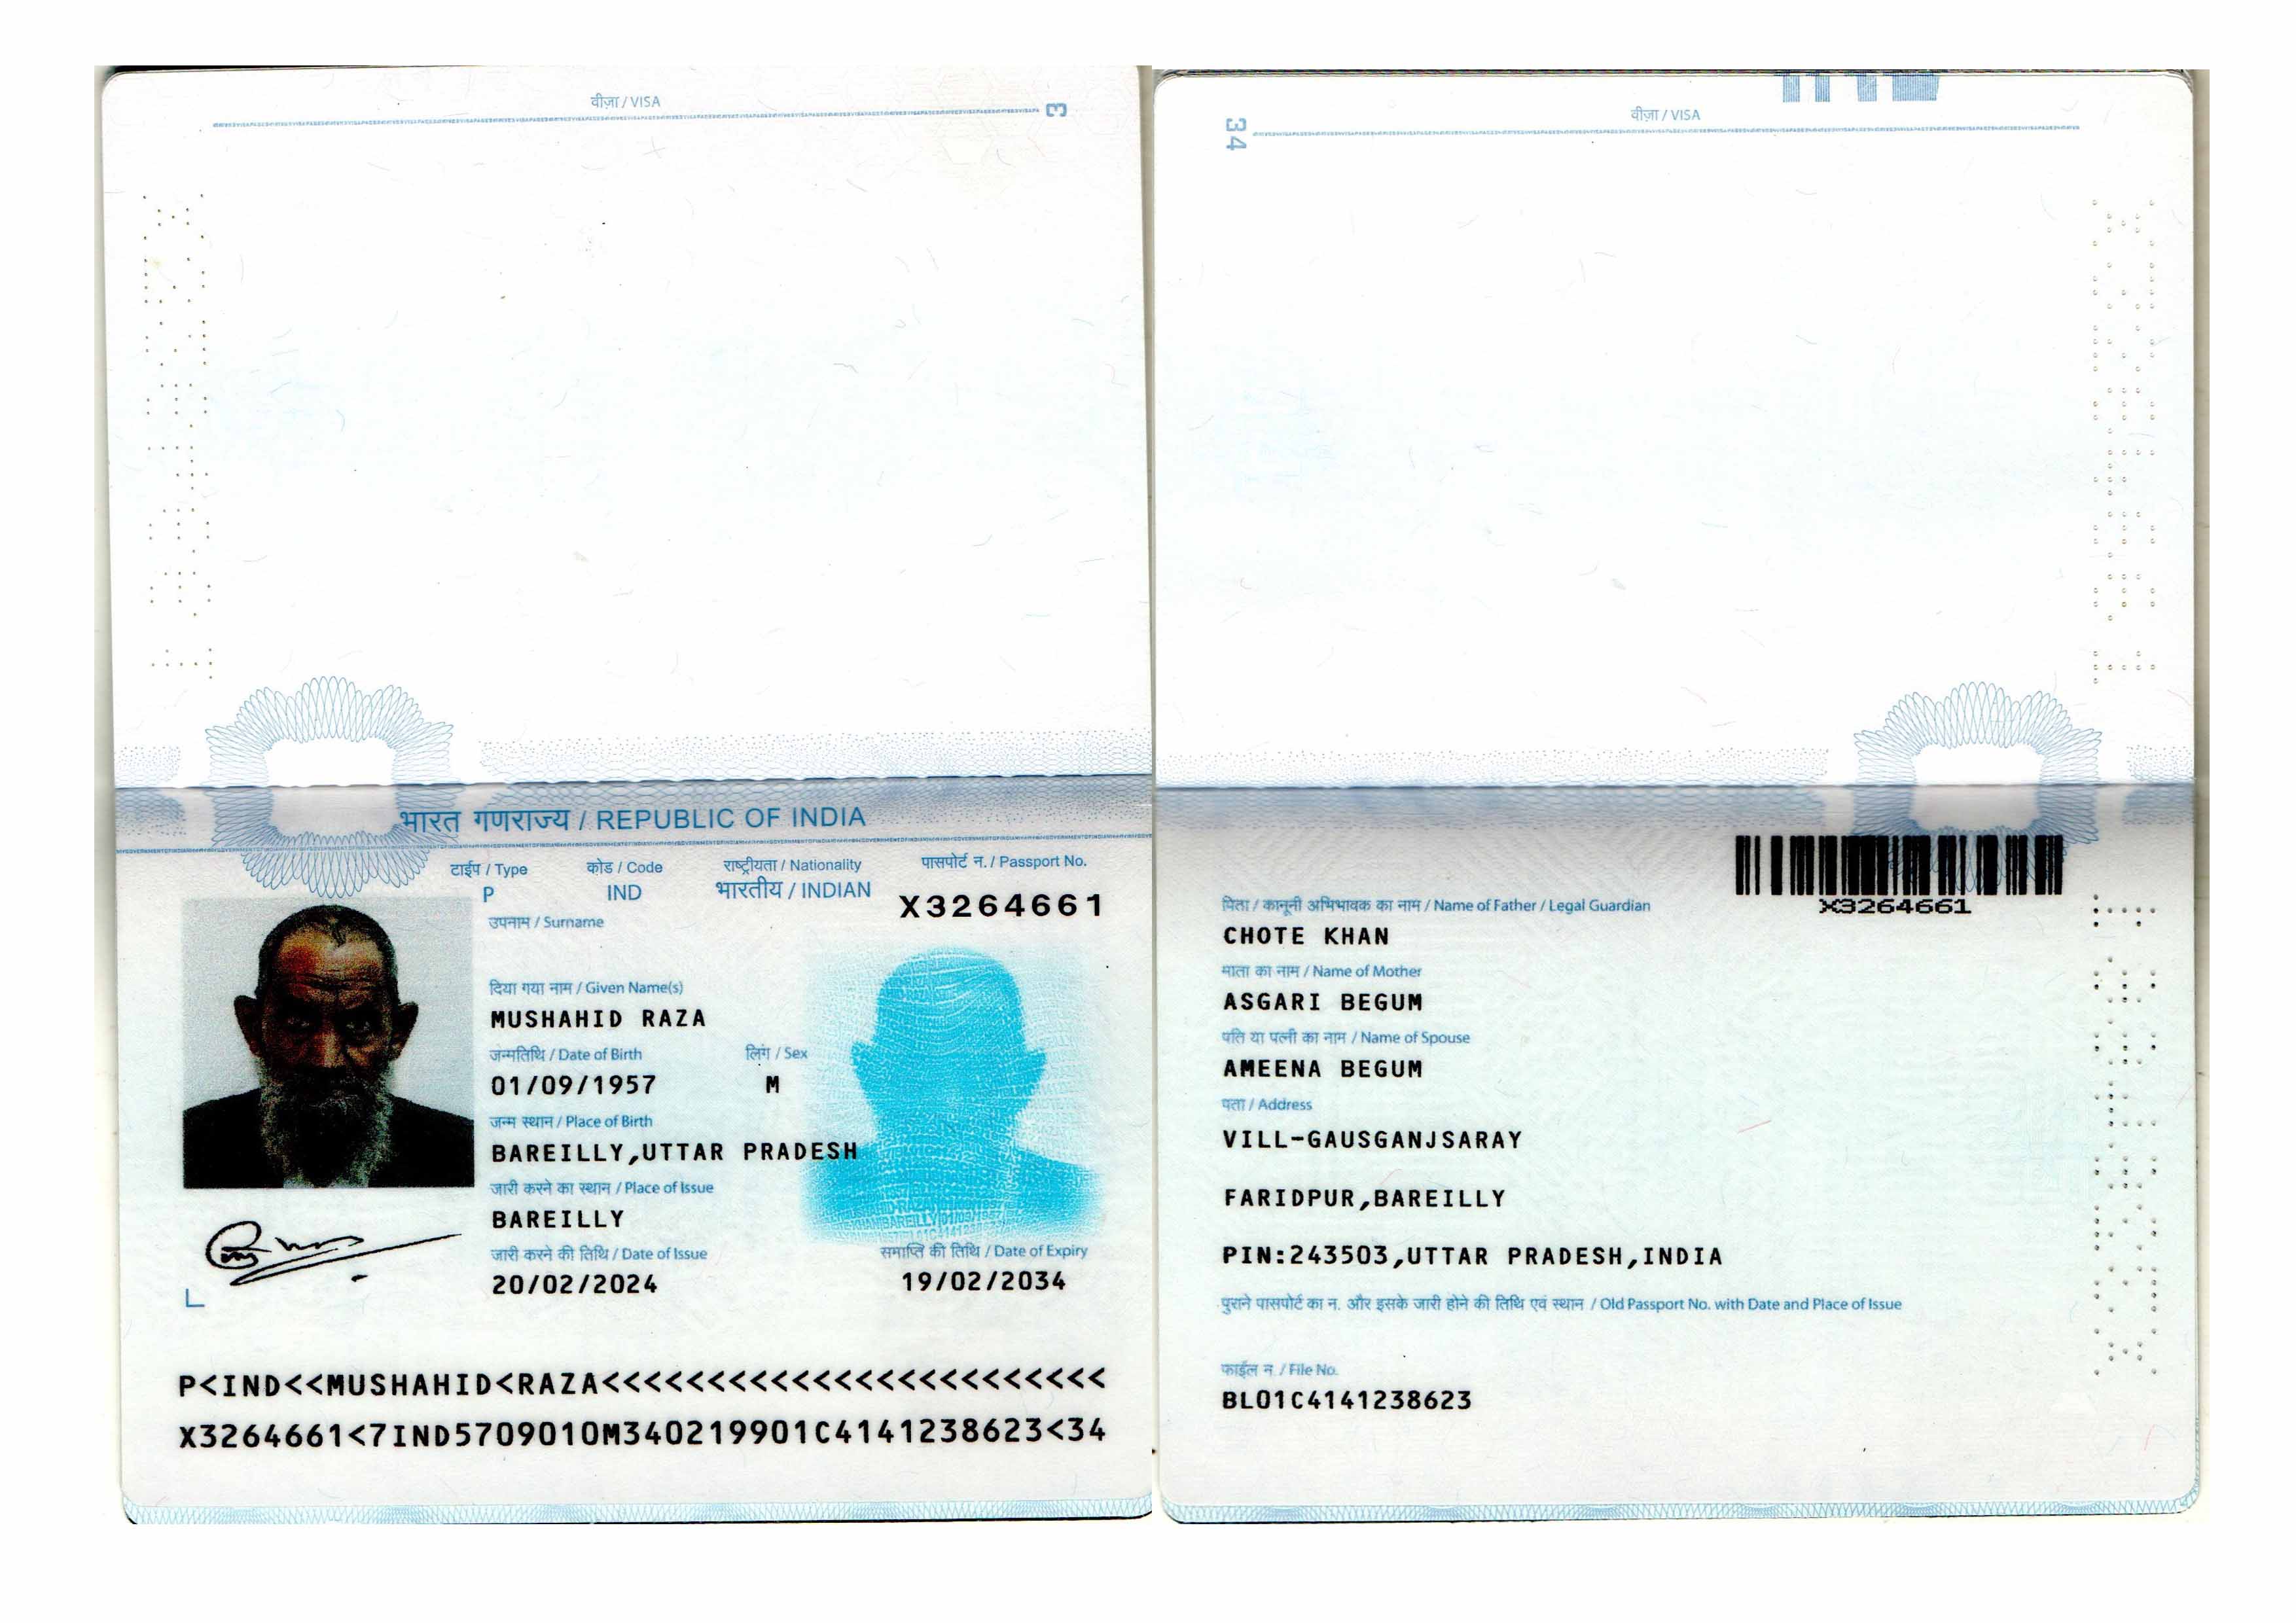 वीज़ा / VISA
3
भारत गणराज्य / REPUBLIC OF INDIA
टाईप / Type
कोड / Code
राष्ट्रीयता / Nationality
पासपोर्ट न. / Passport No.
P
IND
भारतीय / INDIAN
X3264661
उपनाम / Surname
दिया गया नाम / Given Name(s)
MUSHAHID RAZA
जन्मतिथि / Date of Birth
लिंग / Sex
01/09/1957
M
जन्म स्थान / Place of Birth
BAREILLY,UTTAR PRADESH
जारी करने का स्थान / Place of Issue
BAREILLY
जारी करने की तिथि / Date of Issue
समाप्ति की तिथि / Date of Expiry
20/02/2024
19/02/2034
P<IND<<MUSHAHID<RAZA<<<<<<<<<<<<<<<<<<<<<<<<
X3264661<7IND5709010M340219901C4141238623<34
34
वीज़ा / VISA
X3264661
पिता / कानूनी अभिभावक का नाम / Name of Father / Legal Guardian
CHOTE KHAN
माता का नाम / Name of Mother
ASGARI BEGUM
पति या पत्नी का नाम / Name of Spouse
AMEENA BEGUM
पता / Address
VILL-GAUSGANJSARAY
FARIDPUR,BAREILLY
PIN:243503,UTTAR PRADESH,INDIA
पुराने पासपोर्ट का न. और इसके जारी होने की तिथि एवं स्थान / Old Passport No. with Date and Place of Issue
फाईल न. / File No.
BL01C4141238623